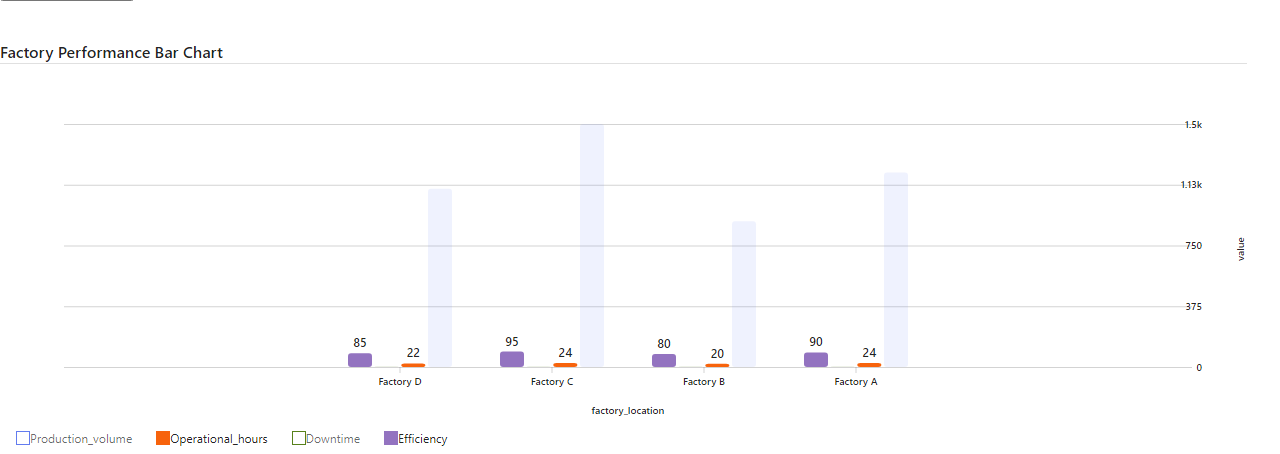 Factory Performance Bar Chart
1.5k
1.13k
750
375
0
value
85 22 95 24 80 20 90 24
Factory D Factory C Factory B Factory A
factory_location
Production_volume Operational_hours Downtime Efficiency